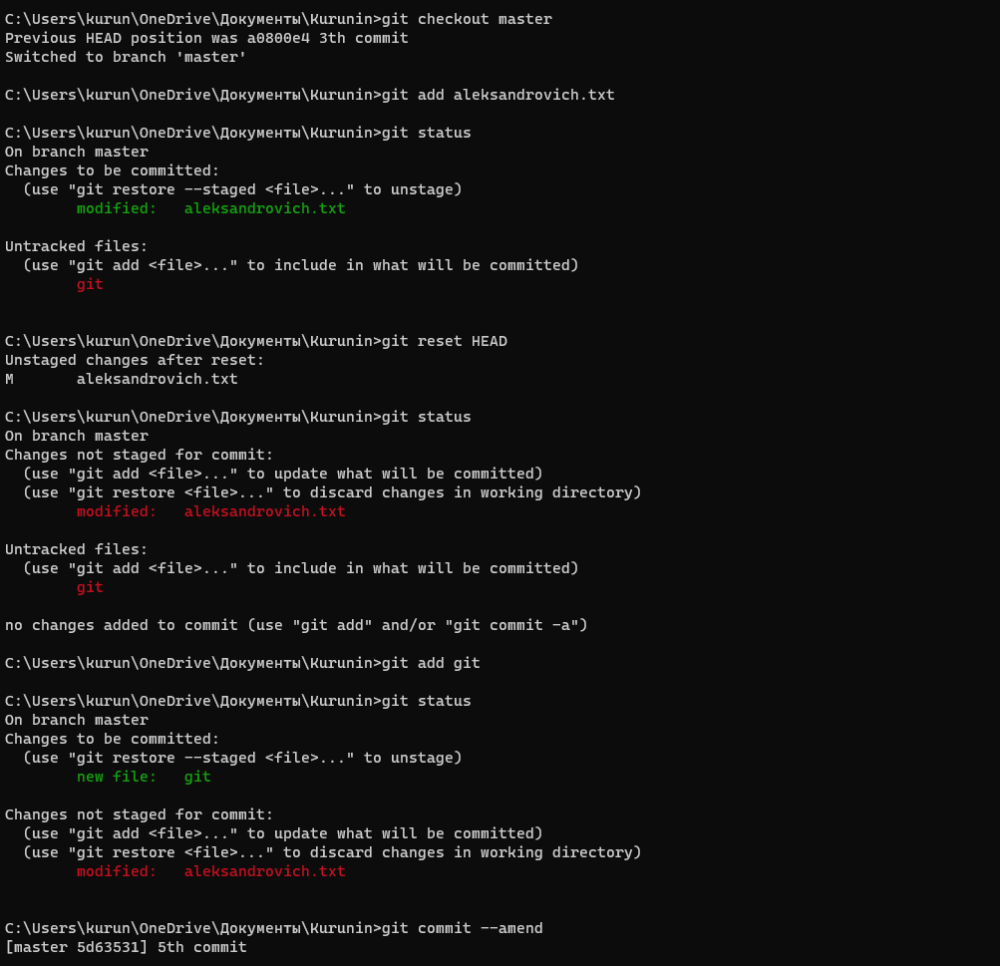 C:\Users\kurun\OneDrive\Документы\Kurunin>git checkout master
Previous HEAD position was a0800e4 3th commit
Switched to branch 'master'
C:\Users\kurun\OneDrive\Документы\Kurunin>git add aleksandrovich.txt
C:\Users\kurun\OneDrive\Документы\Kurunin>git status
On branch master
Changes to be committed:
  (use "git restore --staged <file>..." to unstage)
        modified:   aleksandrovich.txt
Untracked files:
  (use "git add <file>..." to include in what will be committed)
        git
C:\Users\kurun\OneDrive\Документы\Kurunin>git reset HEAD
Unstaged changes after reset:
M       aleksandrovich.txt
C:\Users\kurun\OneDrive\Документы\Kurunin>git status
On branch master
Changes not staged for commit:
  (use "git add <file>..." to update what will be committed)
  (use "git restore <file>..." to discard changes in working directory)
        modified:   aleksandrovich.txt
Untracked files:
  (use "git add <file>..." to include in what will be committed)
        git
no changes added to commit (use "git add" and/or "git commit -a")
C:\Users\kurun\OneDrive\Документы\Kurunin>git add git
C:\Users\kurun\OneDrive\Документы\Kurunin>git status
On branch master
Changes to be committed:
  (use "git restore --staged <file>..." to unstage)
        new file:   git
Changes not staged for commit:
  (use "git add <file>..." to update what will be committed)
  (use "git restore <file>..." to discard changes in working directory)
        modified:   aleksandrovich.txt
C:\Users\kurun\OneDrive\Документы\Kurunin>git commit --amend
[master 5d63531] 5th commit